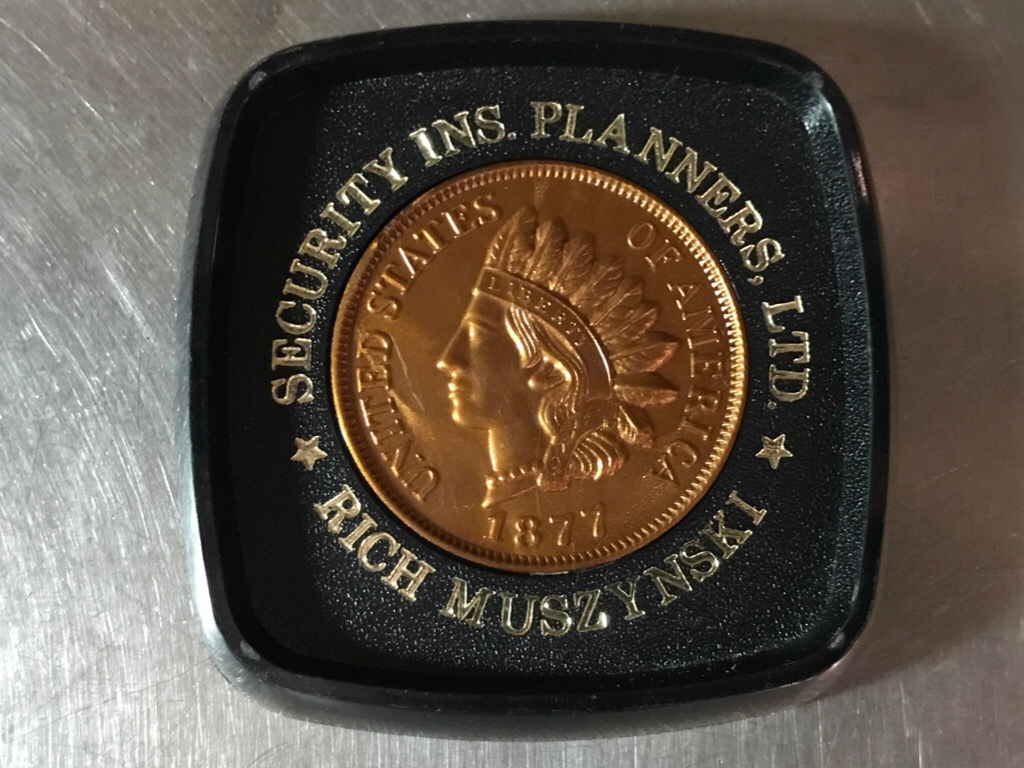 SECURITY INS. PLANNERS, LTD.
UNITED STATES OF AMERICA
LIBERTY
1877
RICH MUSZYNSKI